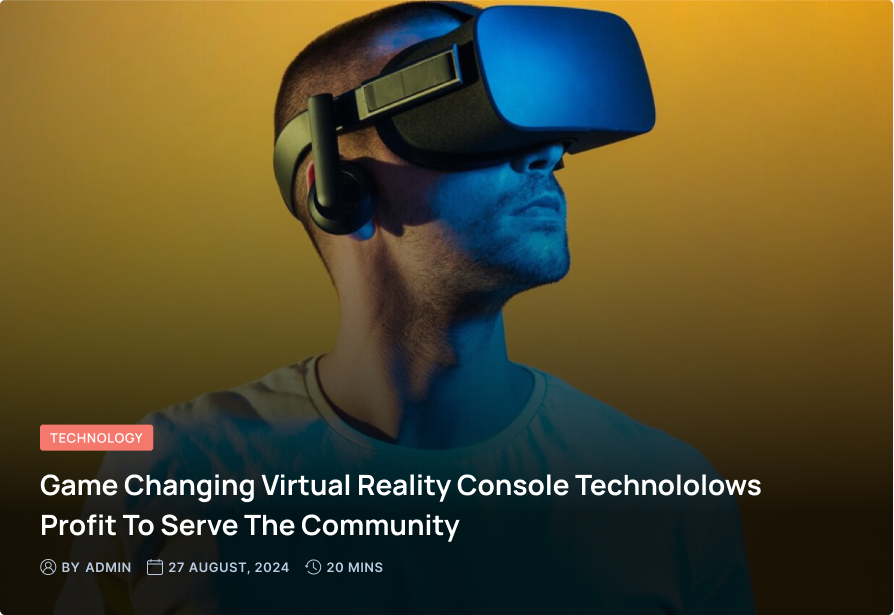 TECHNOLOGY
Game Changing Virtual Reality Console Technololows
Profit To Serve The Community
BY ADMIN 27 AUGUST, 2024 20 MINS